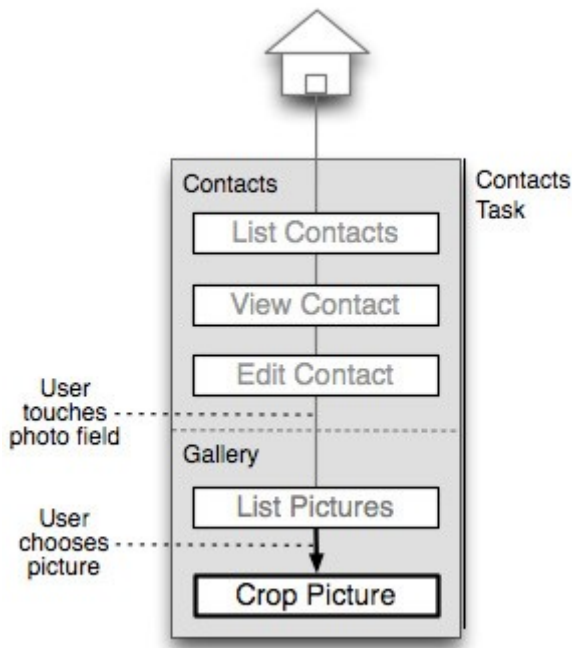 Contacts
Contacts
Task
List Contacts
View Contact
Edit Contact
User
touches
photo field
Gallery
List Pictures
User
chooses
picture
Crop Picture